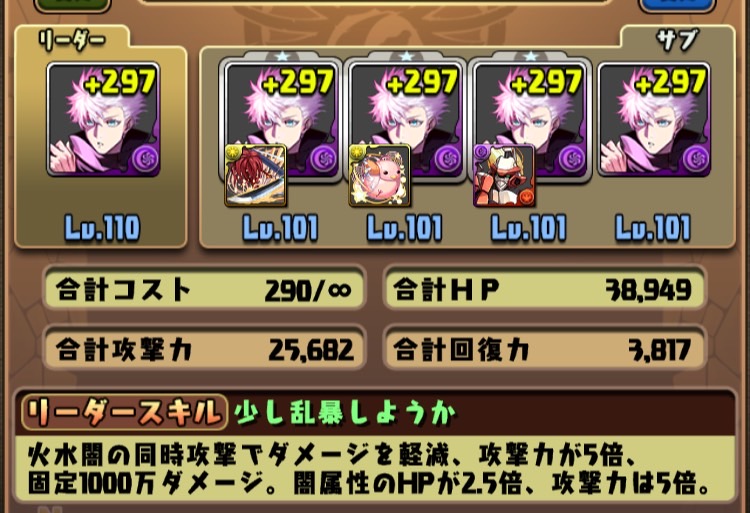 リーダー
サブ
+297 +297 +297 +297 +297
Lv.110 Lv.101 Lv.101 Lv.101 Lv.101
合計コスト 290/∞ 合計HP 38,949
合計攻撃力 25,682 合計回復力 3,817
リーダースキル 少し乱暴しようか
火水闇の同時攻撃でダメージを軽減、攻撃力が5倍、
固定1000万ダメージ。闇属性のHPが2.5倍、攻撃力は5倍。